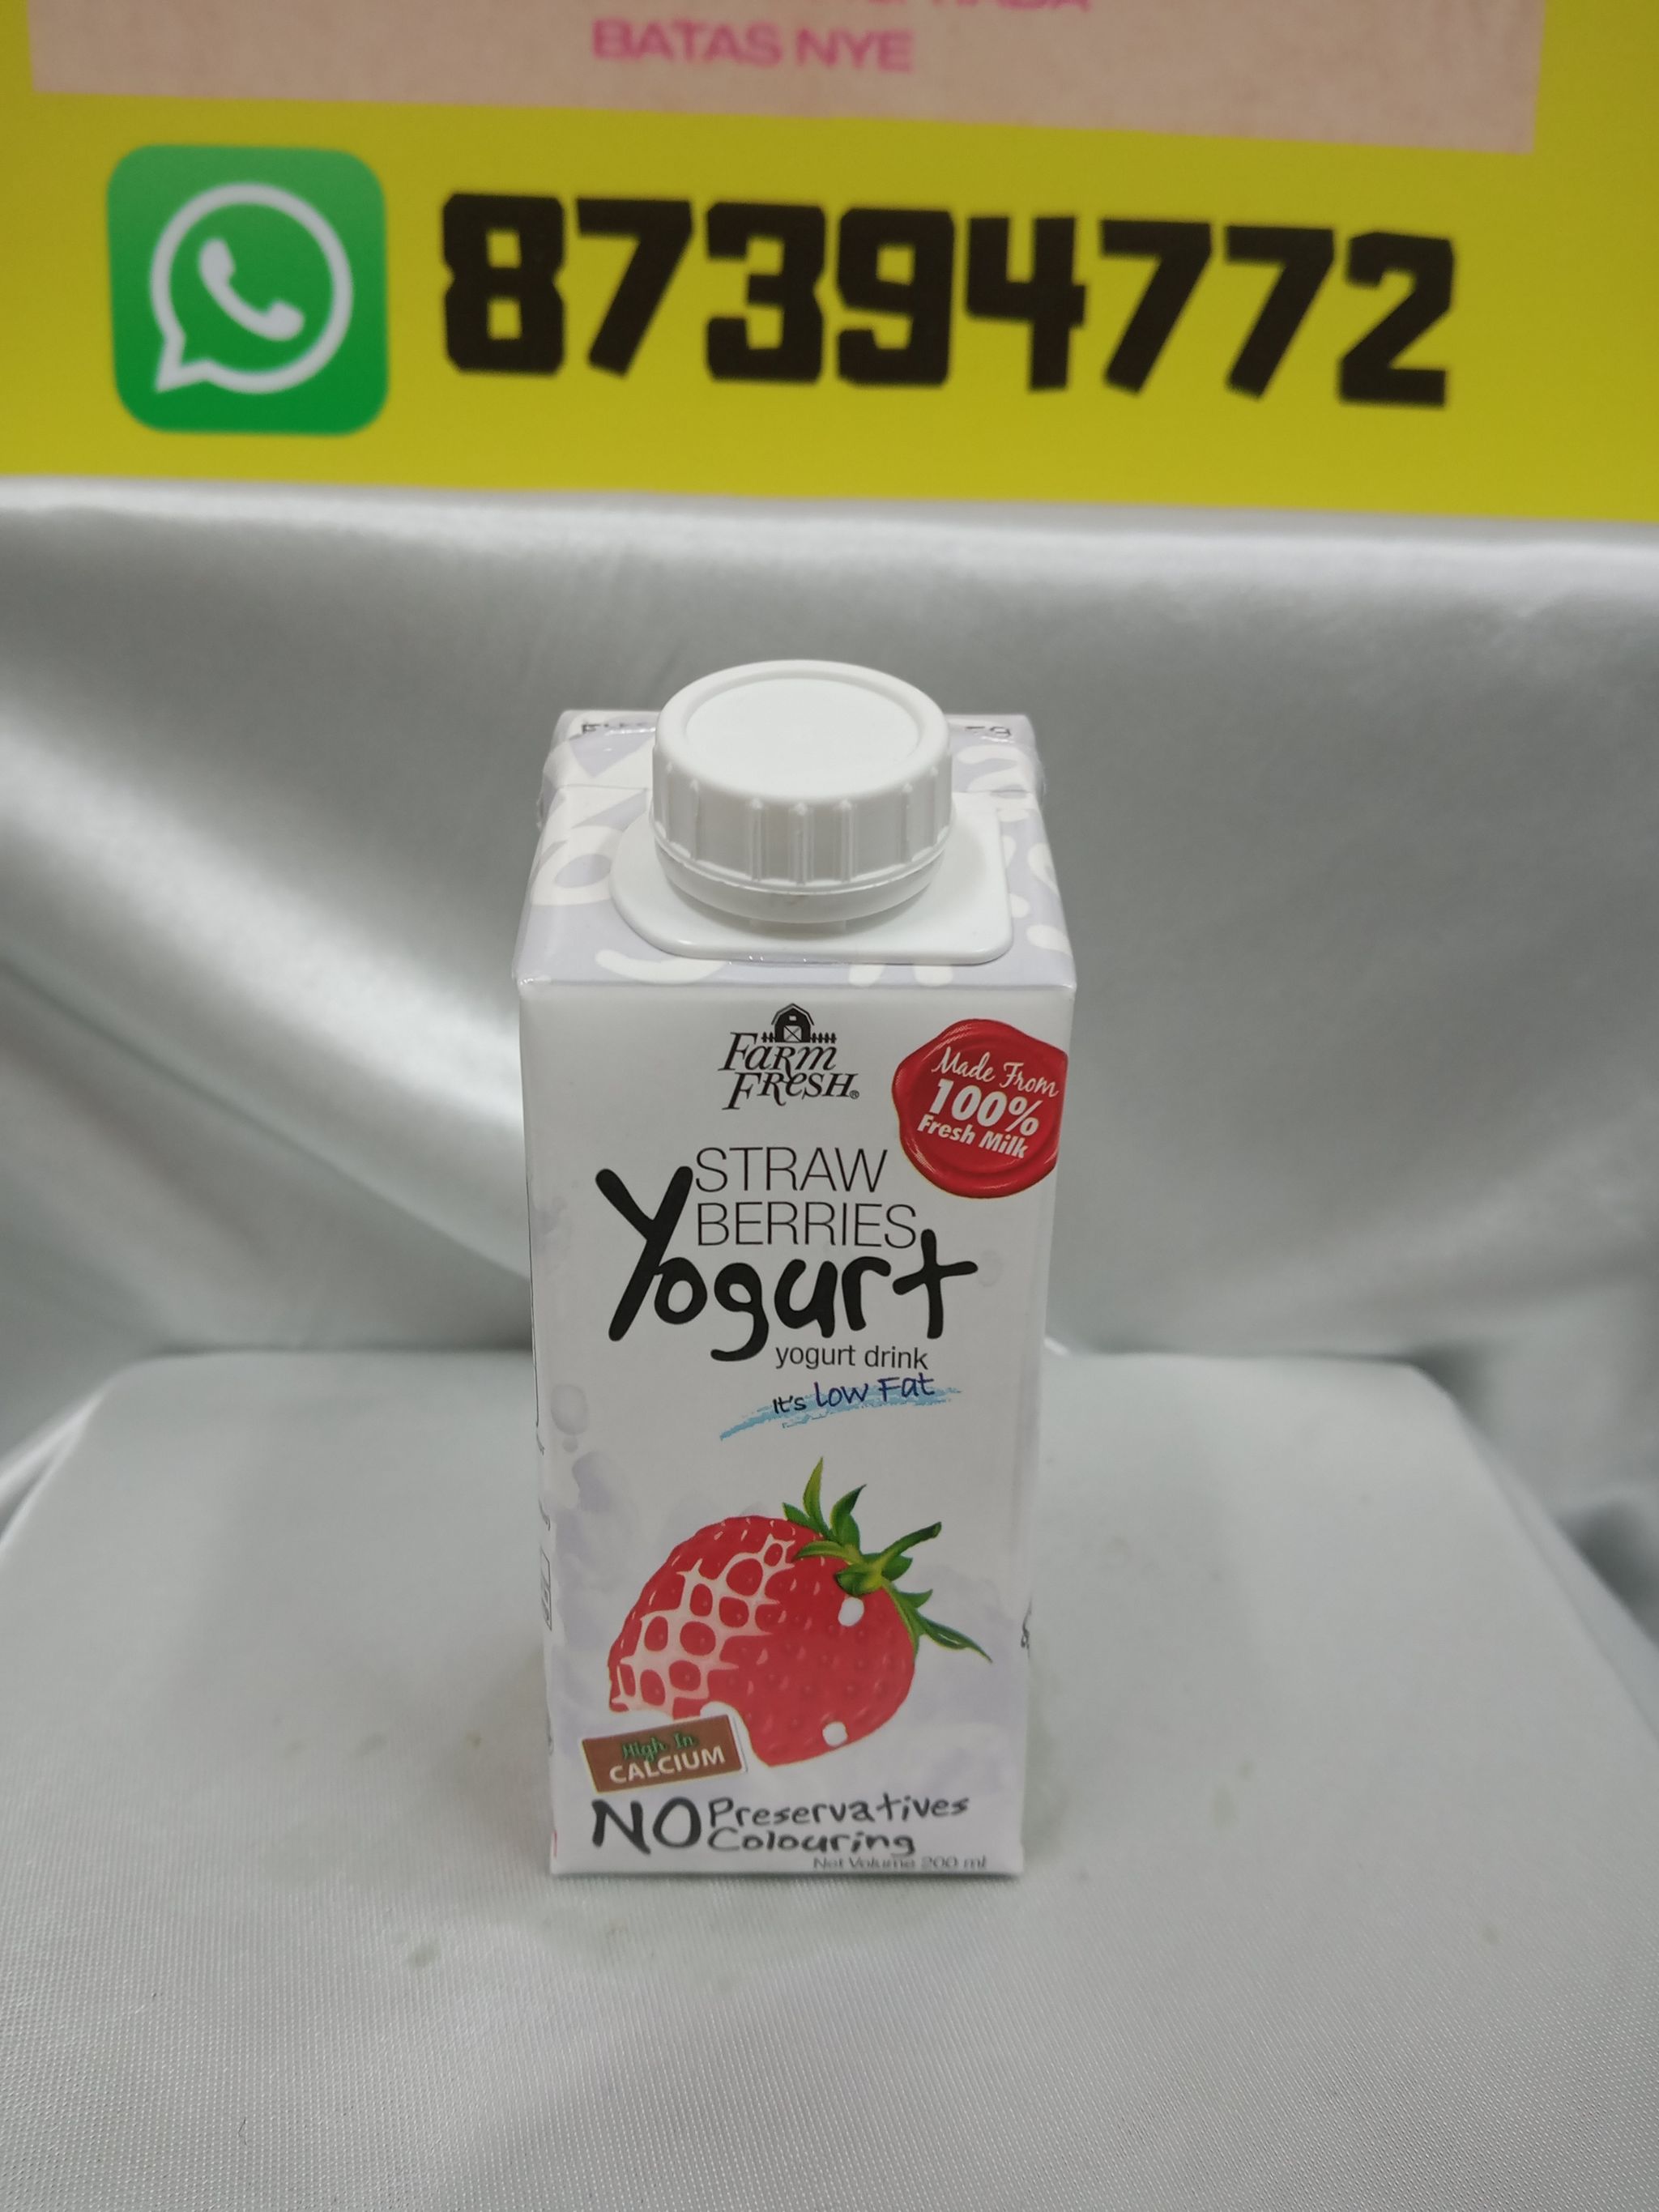 BATAS NYE
87394772
FARM
FRESH®
Made From
100%
Fresh Milk
STRAW
BERRIES
Yogurt
yogurt drink
It's Low Fat
High In
CALCIUM
NO Preservatives
Colouring
Net Volume 200 ml